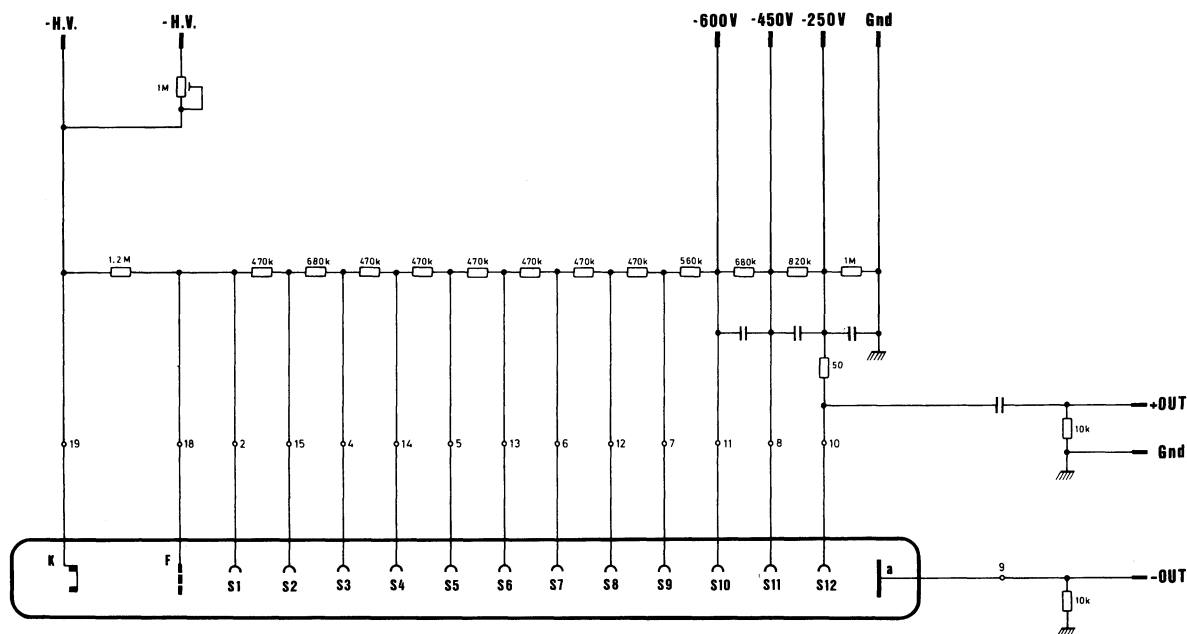 -H.V. -H.V. -600V -450V -250V Gnd
1M
1.2M 470k 680k 470k 470k 470k 470k 470k 470k 560k 680k 820k 1M
50
+OUT
10k
Gnd
19 18 2 15 4 14 5 13 6 12 7 11 8 10
K F S1 S2 S3 S4 S5 S6 S7 S8 S9 S10 S11 S12 a
9
-OUT
10k